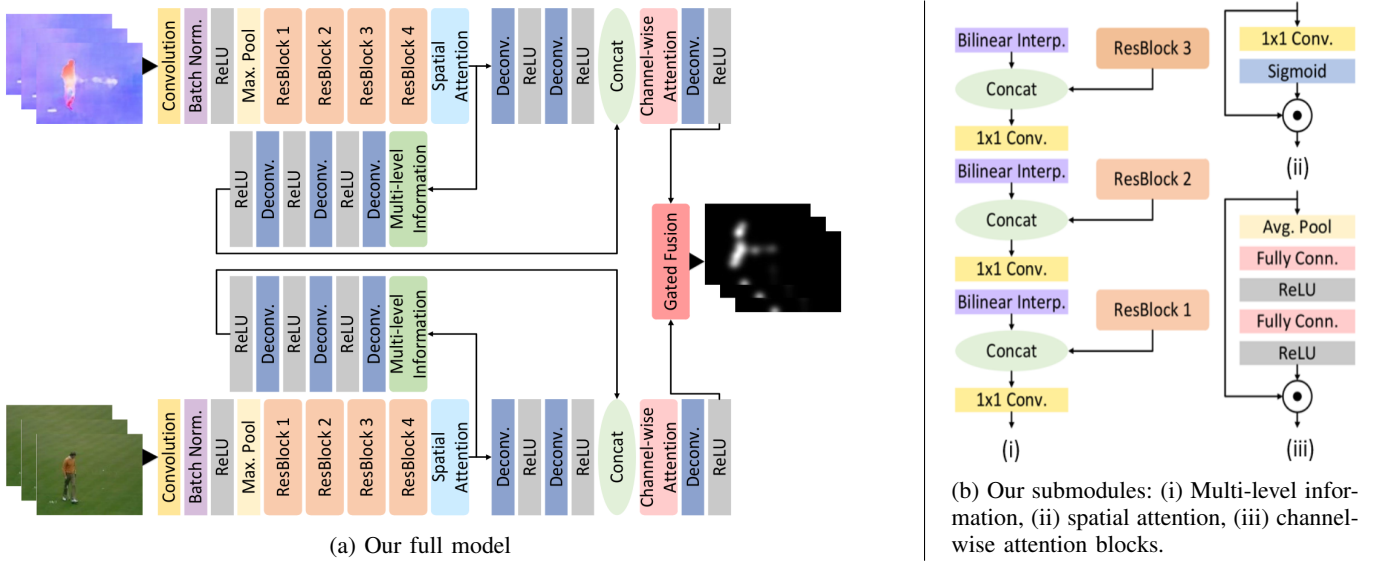 Convolution
Batch Norm.
ReLU
Max. Pool
ResBlock 1
ResBlock 2
ResBlock 3
ResBlock 4
Spatial
Attention
Deconv.
ReLU
Deconv.
ReLU
Concat
Channel-wise
Attention
Deconv.
ReLU
ReLU
Deconv.
ReLU
Deconv.
ReLU
Deconv.
Multi-level
Information
Gated Fusion
ReLU
Deconv.
ReLU
Deconv.
ReLU
Deconv.
Multi-level
Information
Convolution
Batch Norm.
ReLU
Max. Pool
ResBlock 1
ResBlock 2
ResBlock 3
ResBlock 4
Spatial
Attention
Deconv.
ReLU
Deconv.
ReLU
Concat
Channel-wise
Attention
Deconv.
ReLU
(a) Our full model
Bilinear Interp.
ResBlock 3
Concat
1x1 Conv.
Bilinear Interp.
ResBlock 2
Concat
1x1 Conv.
Bilinear Interp.
ResBlock 1
Concat
1x1 Conv.
(i)
1x1 Conv.
Sigmoid
(ii)
Avg. Pool
Fully Conn.
ReLU
Fully Conn.
ReLU
(iii)
(b) Our submodules: (i) Multi-level infor-
mation, (ii) spatial attention, (iii) channel-
wise attention blocks.